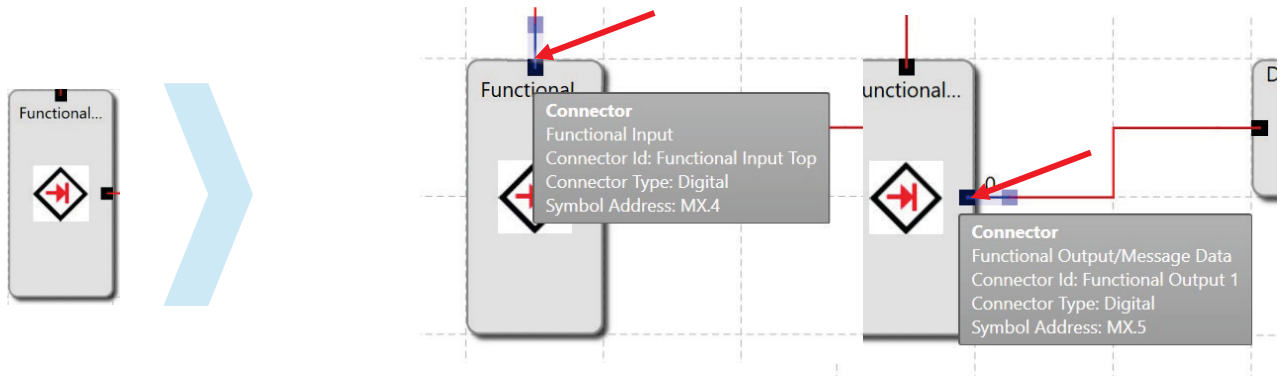 Functional...
Functional
Connector
Functional Input
Connector Id: Functional Input Top
Connector Type: Digital
Symbol Address: MX.4
unctional...
0
D
Connector
Functional Output/Message Data
Connector Id: Functional Output 1
Connector Type: Digital
Symbol Address: MX.5